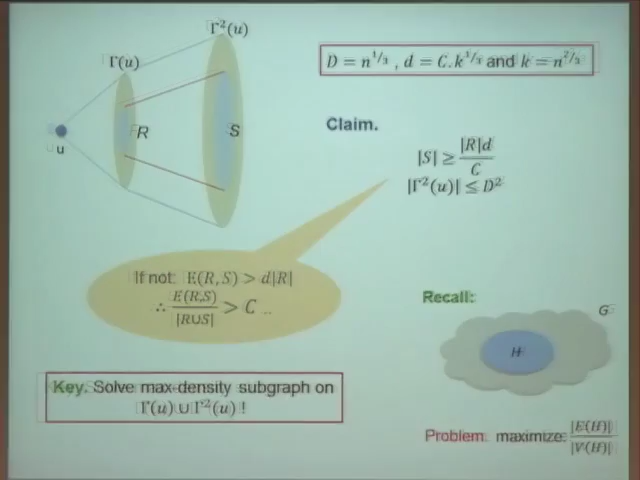 Γ²(u)
Γ(u)
D = n^{1/3} , d = C.k^{1/3} and k = n^{2/3}
R
S
u
Claim.
|S| ≥ |R|d / C
|Γ²(u)| ≤ D²
If not: E(R,S) > d|R|
∴ E(R,S) / |R∪S| > C ..
Recall:
G
H
Key. Solve max-density subgraph on
Γ(u) ∪ Γ²(u) !
Problem: maximize |E(H)| / |V(H)|